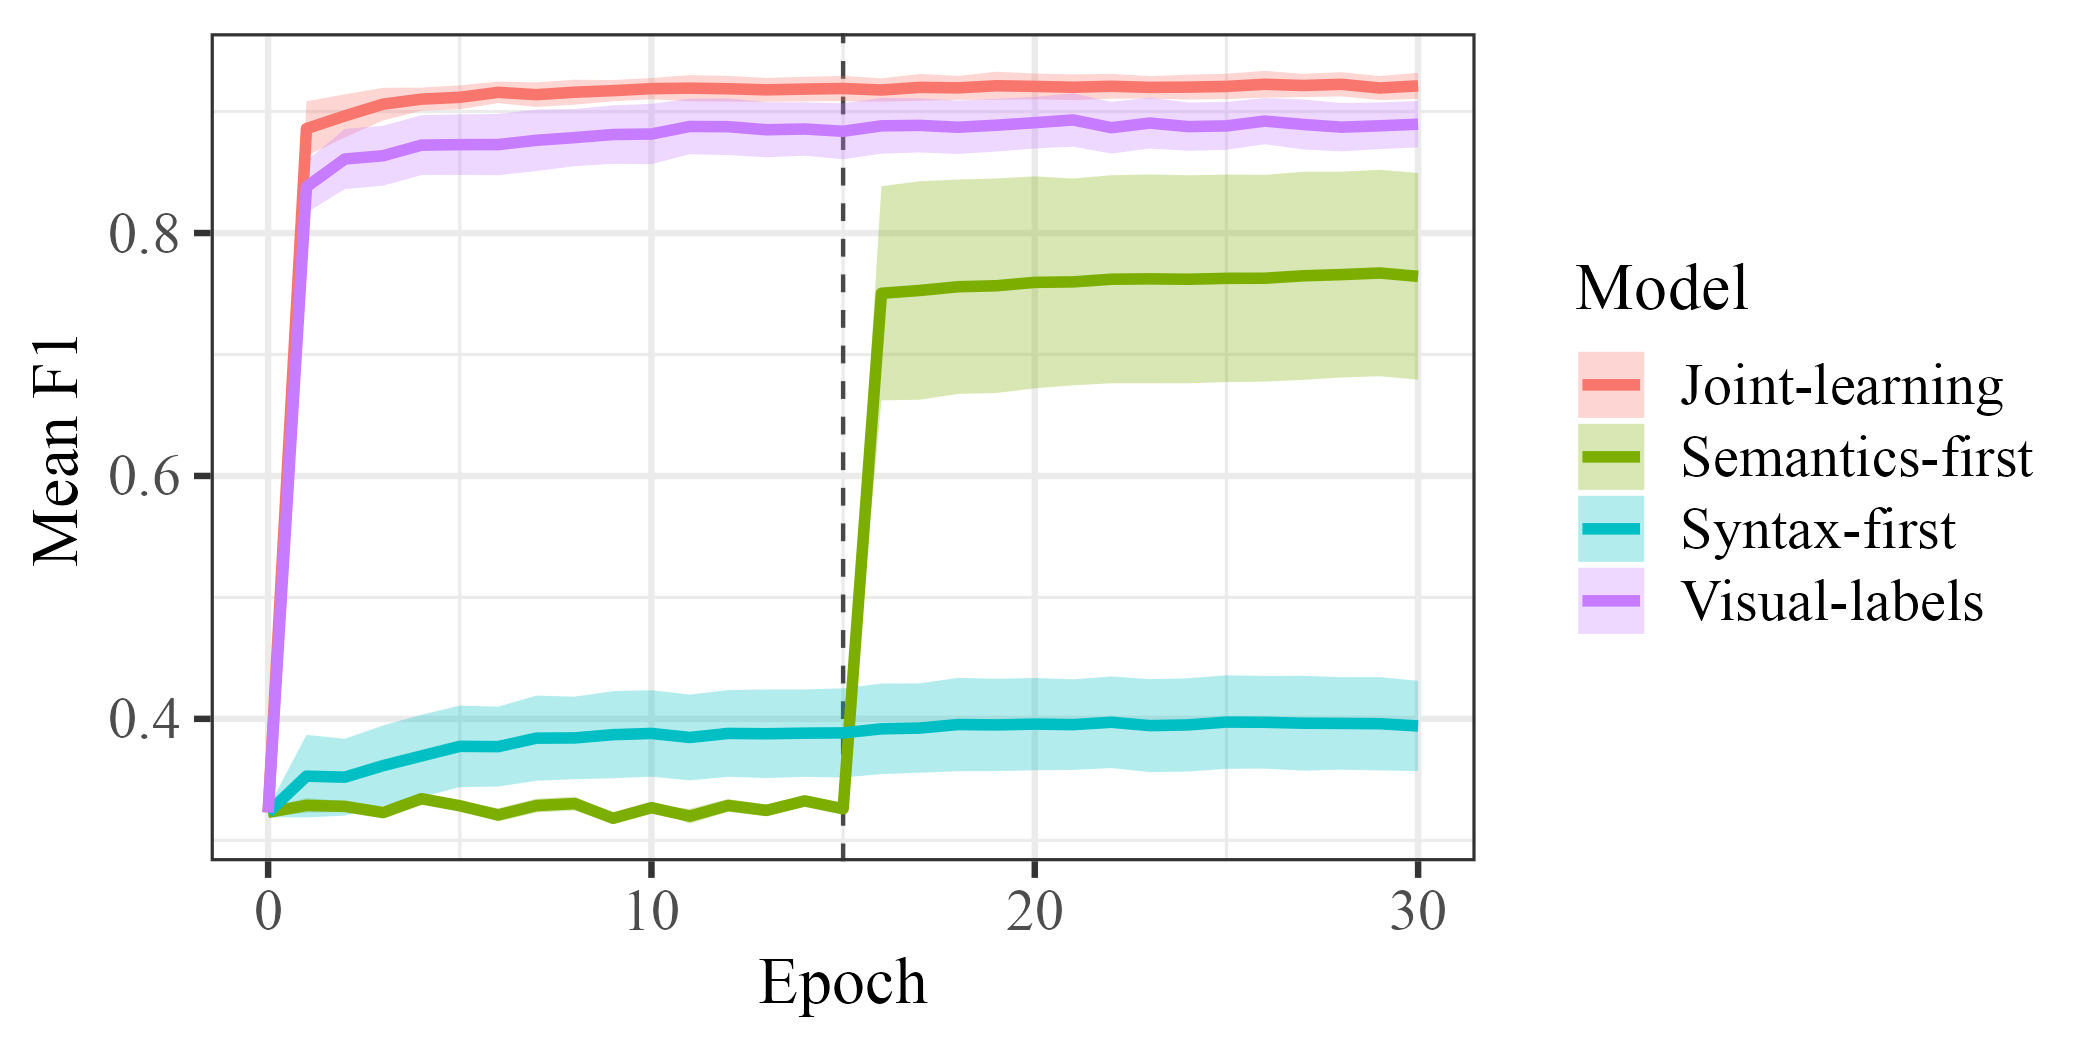 Mean F1
0.8
0.6
0.4
0
10
20
30
Epoch
Model
Joint-learning
Semantics-first
Syntax-first
Visual-labels